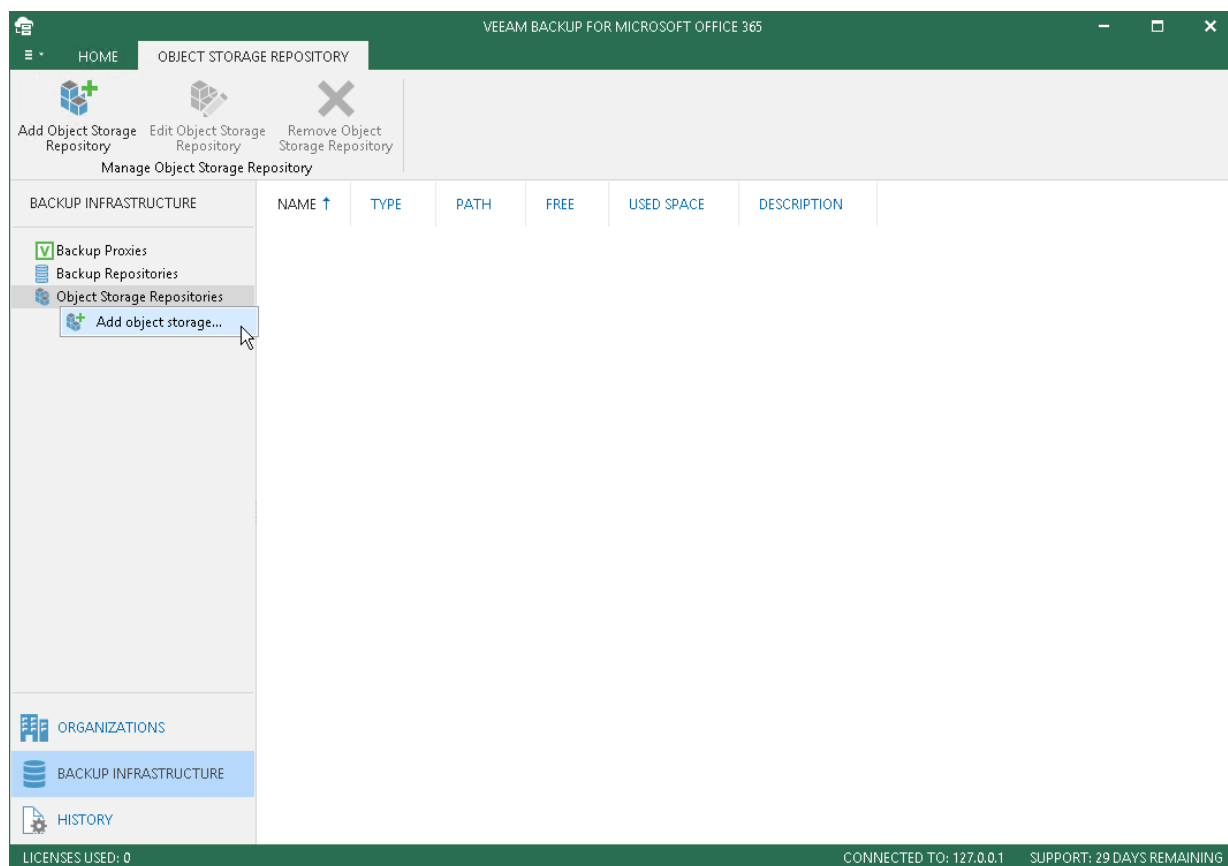 VEEAM BACKUP FOR MICROSOFT OFFICE 365
HOME
OBJECT STORAGE REPOSITORY
Add Object Storage
Repository
Edit Object Storage
Repository
Remove Object
Storage Repository
Manage Object Storage Repository
BACKUP INFRASTRUCTURE
NAME TYPE PATH FREE USED SPACE DESCRIPTION
Backup Proxies
Backup Repositories
Object Storage Repositories
Add object storage...
ORGANIZATIONS
BACKUP INFRASTRUCTURE
HISTORY
LICENSES USED: 0
CONNECTED TO: 127.0.0.1
SUPPORT: 29 DAYS REMAINING